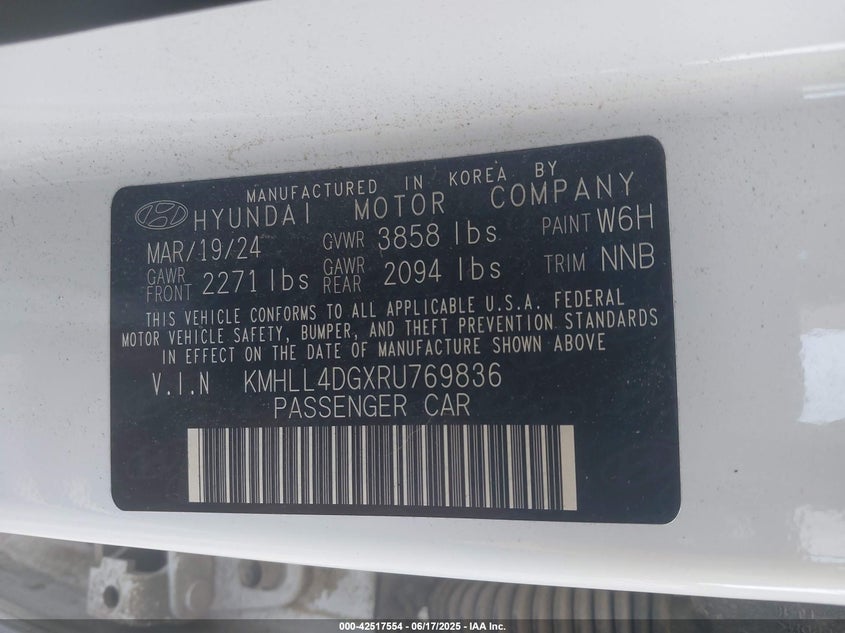 MANUFACTURED IN KOREA BY
HYUNDAI MOTOR COMPANY
MAR/19/24 GVWR 3858 lbs PAINT W6H
GAWR FRONT 2271 lbs GAWR REAR 2094 lbs TRIM NNB
THIS VEHICLE CONFORMS TO ALL APPLICABLE U.S.A. FEDERAL
MOTOR VEHICLE SAFETY, BUMPER, AND THEFT PREVENTION STANDARDS
IN EFFECT ON THE DATE OF MANUFACTURE SHOWN ABOVE
V.I.N KMHLL4DGXRU769836
PASSENGER CAR
000-42517554 - 06/17/2025 - IAA Inc.